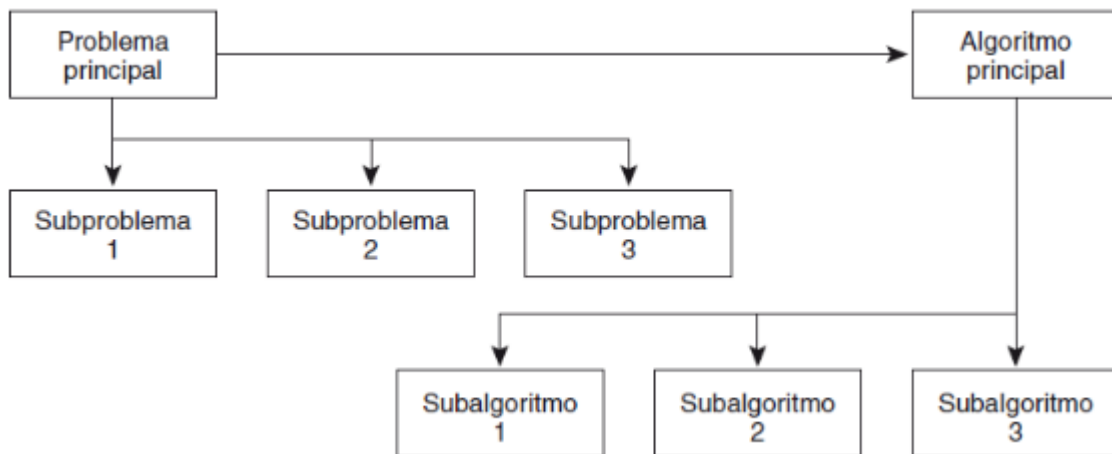 Problema
principal
Algoritmo
principal
Subproblema
1
Subproblema
2
Subproblema
3
Subalgoritmo
1
Subalgoritmo
2
Subalgoritmo
3